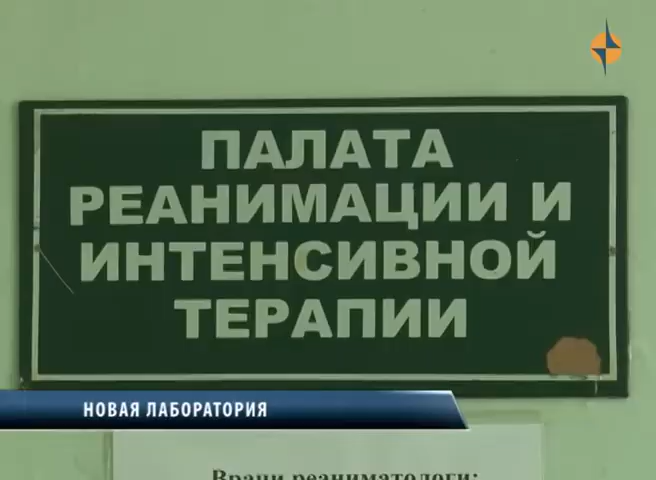 ПАЛАТА
РЕАНИМАЦИИ И
ИНТЕНСИВНОЙ
ТЕРАПИИ
НОВАЯ ЛАБОРАТОРИЯ
Врачи реаниматологи: